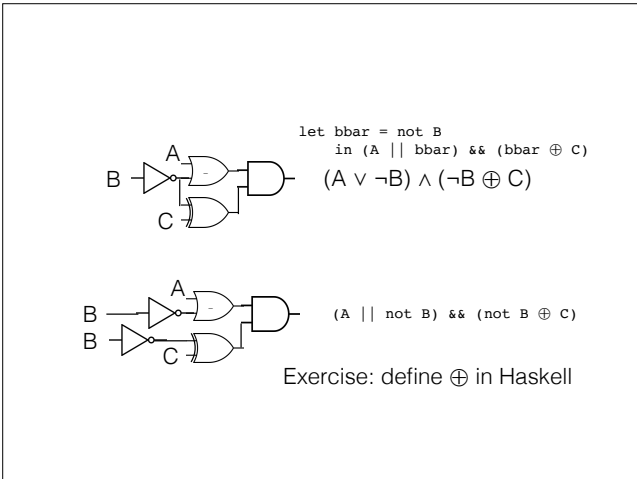 let bbar = not B
in (A || bbar) && (bbar ⊕ C)
A
B
(A ∨ ¬B) ∧ (¬B ⊕ C)
C
A
B
(A || not B) && (not B ⊕ C)
B
C
Exercise: define ⊕ in Haskell